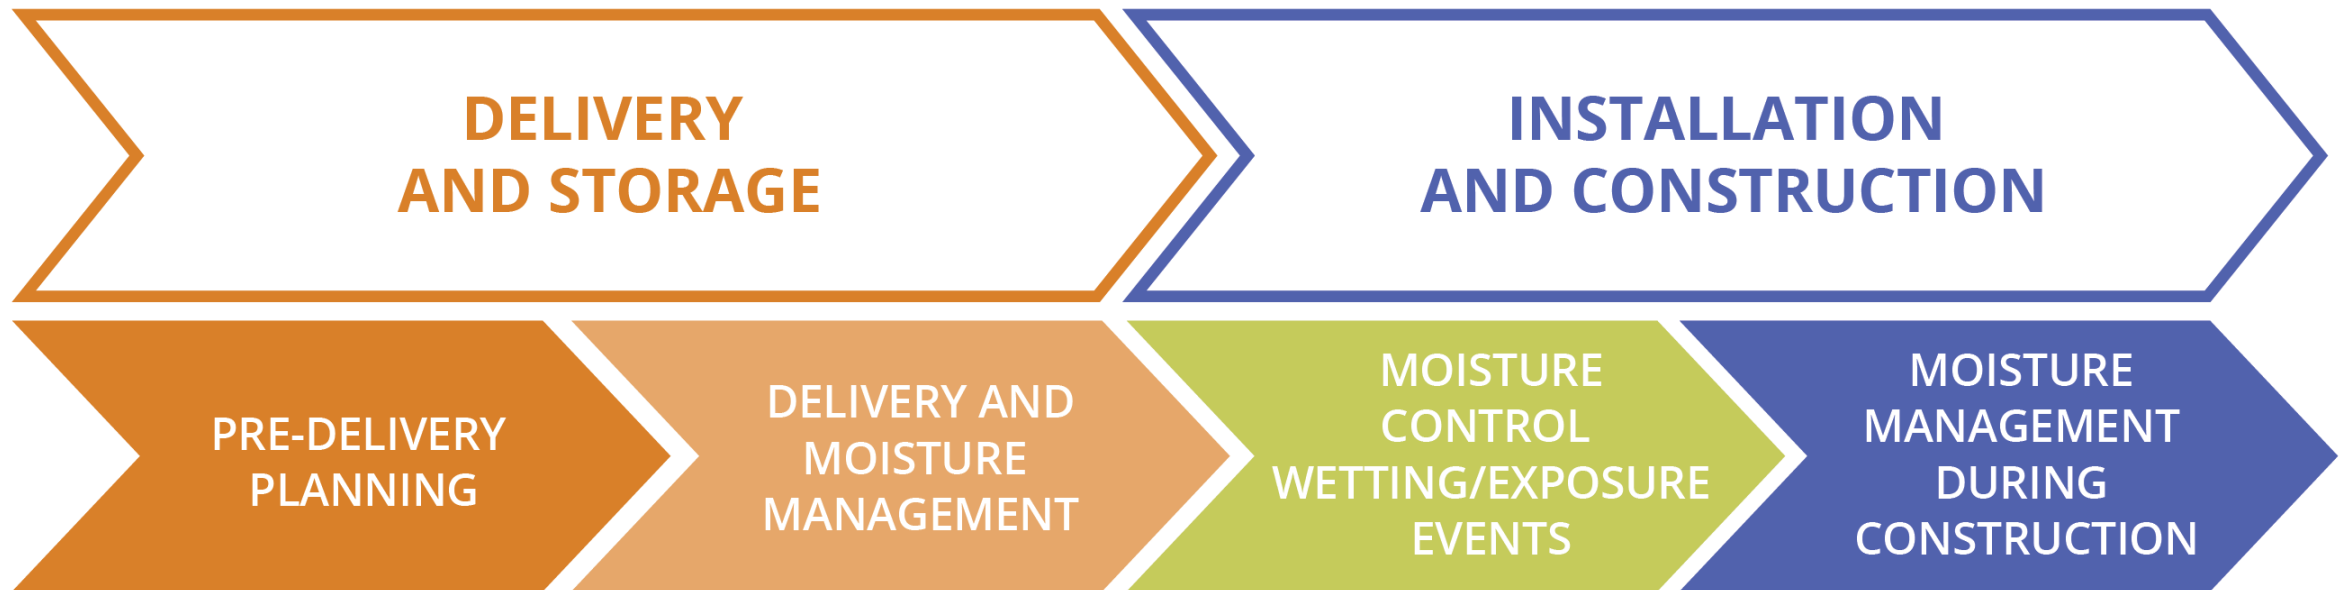 DELIVERY
AND STORAGE
INSTALLATION
AND CONSTRUCTION
PRE-DELIVERY
PLANNING
DELIVERY AND
MOISTURE
MANAGEMENT
MOISTURE
CONTROL
WETTING/EXPOSURE
EVENTS
MOISTURE
MANAGEMENT
DURING
CONSTRUCTION